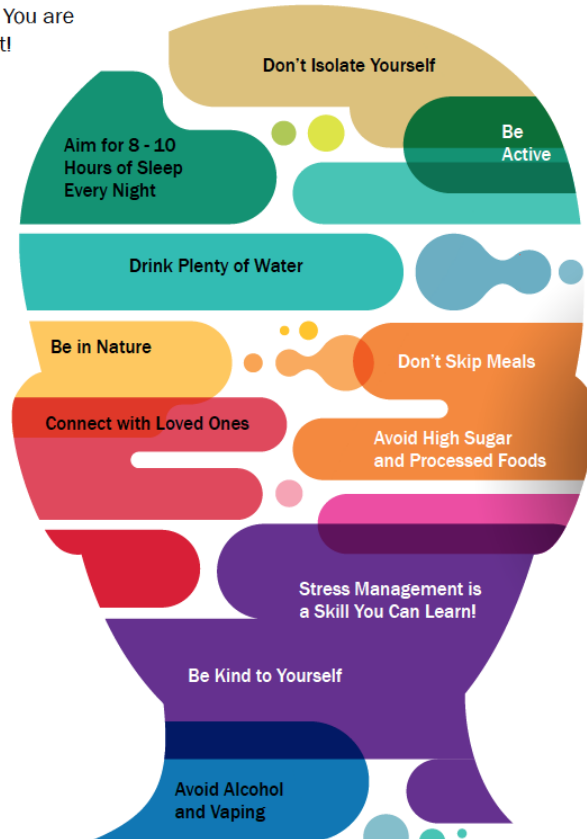 You are
t!
Don't Isolate Yourself
Be
Active
Aim for 8 - 10
Hours of Sleep
Every Night
Drink Plenty of Water
Be in Nature
Don't Skip Meals
Connect with Loved Ones
Avoid High Sugar
and Processed Foods
Stress Management is
a Skill You Can Learn!
Be Kind to Yourself
Avoid Alcohol
and Vaping